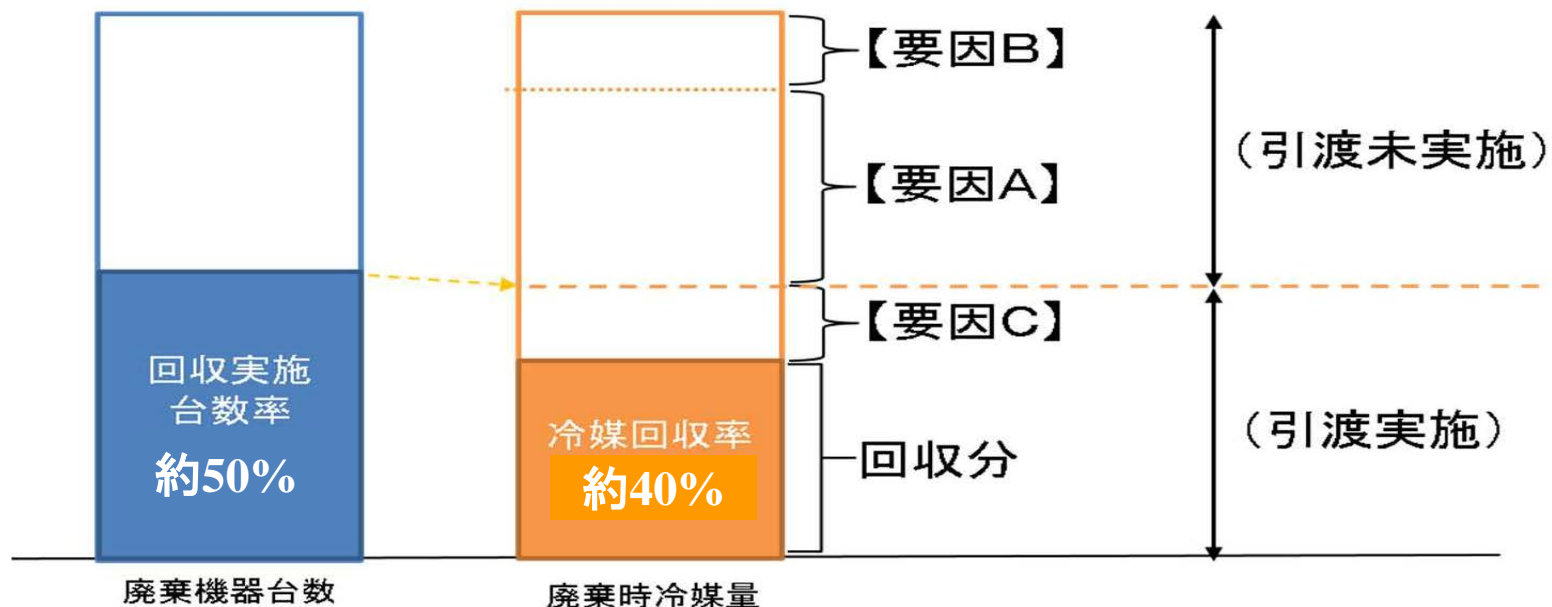 【要因B】
(引渡未実施)
【要因A】
【要因C】
回収実施
台数率
約50%
冷媒回収率
約40%
回収分
(引渡実施)
廃棄機器台数
廃棄時冷媒量